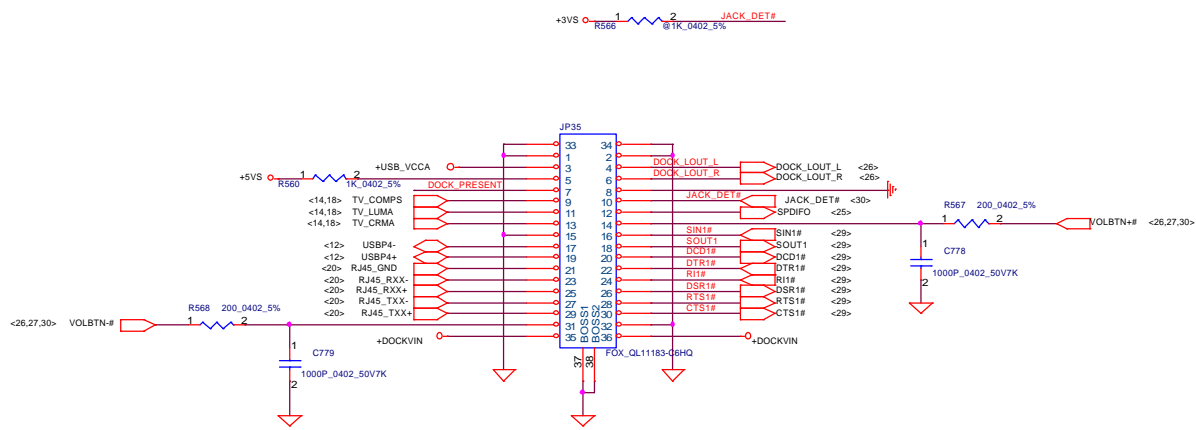 +3VS 1 2 JACK_DET#
R566 @1K_0402_5%
JP35
33 34
1 2
+USB_VCCA 3 4 DOCK_LOUT_L DOCK_LOUT_L <26>
+5VS 1 2 5 6 DOCK_LOUT_R DOCK_LOUT_R <26>
R560 1K_0402_5%
DOCK_PRESENT 7 8
<14,18> TV_COMPS 9 10 JACK_DET# JACK_DET# <30>
<14,18> TV_LUMA 11 12 SPDIFO <25>
<14,18> TV_CRMA 13 14
R567 200_0402_5%
1 2 VOLBTN+# <26,27,30>
15 16 SIN1# SIN1# <29>
<12> USBP4- 17 18 SOUT1 SOUT1 <29>
<12> USBP4+ 19 20 DCD1# DCD1# <29>
<20> RJ45_GND 21 22 DTR1# DTR1# <29>
<20> RJ45_RXX- 23 24 RI1# RI1# <29>
<20> RJ45_RXX+ 25 26 DSR1# DSR1# <29>
<20> RJ45_TXX- 27 28 RTS1# RTS1# <29>
<20> RJ45_TXX+ 29 30 CTS1# CTS1# <29>
1
C778
1000P_0402_50V7K
2
R568 200_0402_5%
<26,27,30> VOLBTN-# 1 2 31 32
+DOCKVIN 35 36 +DOCKVIN
BOSS1
BOSS2
37
38
FOX_QL11183-C6HQ
1
C779
1000P_0402_50V7K
2